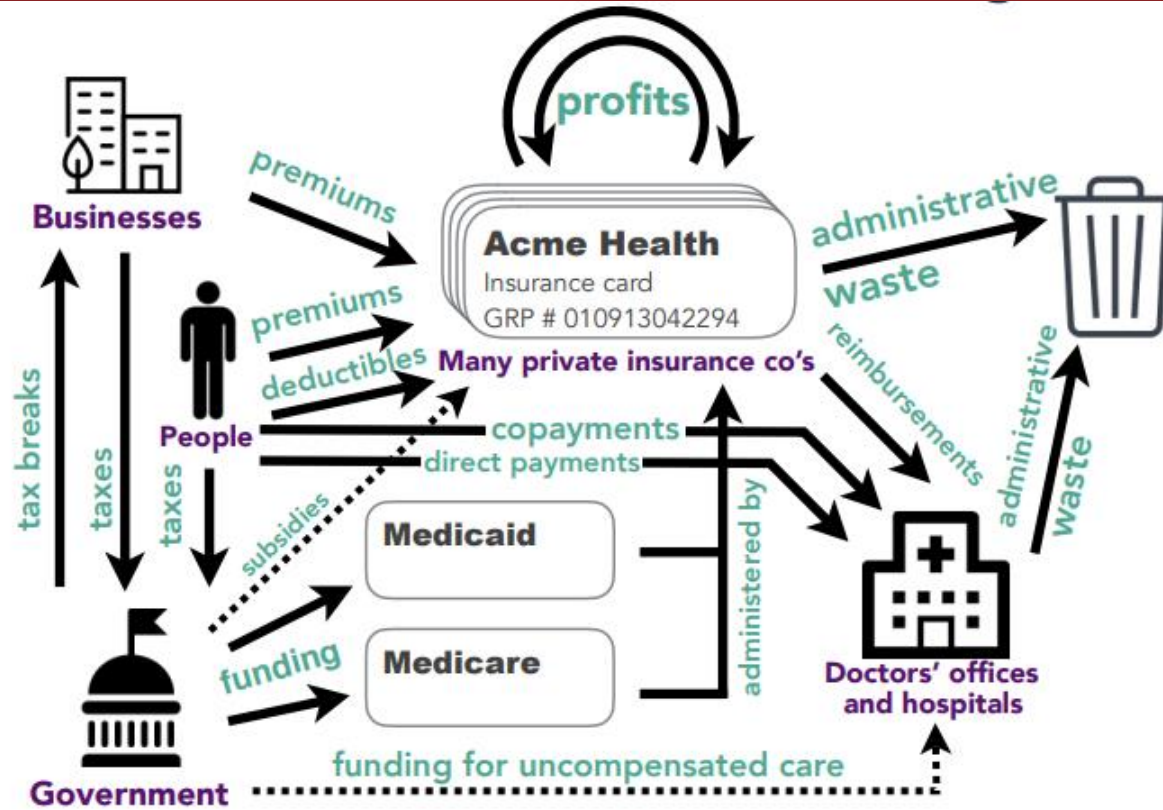 profits
Businesses
premiums
Acme Health
Insurance card
GRP # 010913042294
administrative
waste
premiums
deductibles
Many private insurance co's
reimbursements
People
copayments
direct payments
tax breaks
taxes
taxes
subsidies
Medicaid
administered by
administrative
waste
funding
Medicare
Doctors' offices
and hospitals
funding for uncompensated care
Government